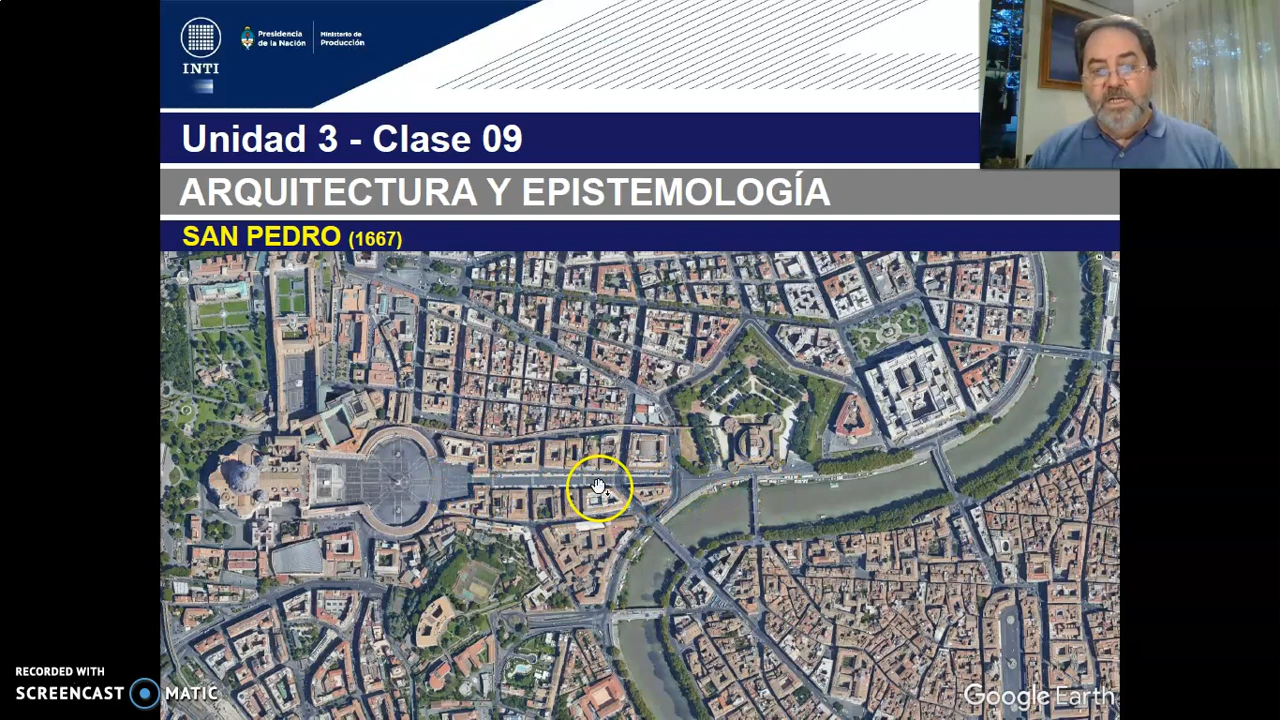 INTI
Presidencia
de la Nación
Ministerio de
Producción
Unidad 3 - Clase 09
ARQUITECTURA Y EPISTEMOLOGÍA
SAN PEDRO (1667)
RECORDED WITH
SCREENCAST MATIC
Google Earth